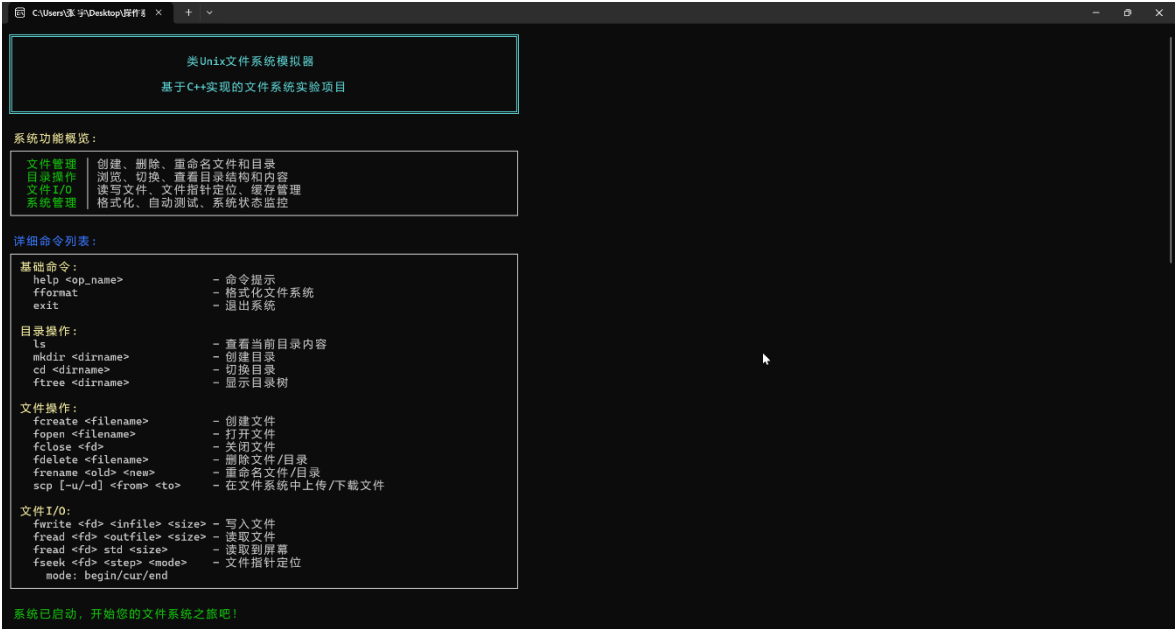 C:\Users\张 宇\Desktop\操作系
类Unix文件系统模拟器
基于C++实现的文件系统实验项目
系统功能概览:
文件管理 | 创建、删除、重命名文件和目录
目录操作 | 浏览、切换、查看目录结构和内容
文件I/O | 读写文件、文件指针定位、缓存管理
系统管理 | 格式化、自动测试、系统状态监控
详细命令列表:
基础命令:
help <op_name> - 命令提示
fformat - 格式化文件系统
exit - 退出系统
目录操作:
ls - 查看当前目录内容
mkdir <dirname> - 创建目录
cd <dirname> - 切换目录
ftree <dirname> - 显示目录树
文件操作:
fcreate <filename> - 创建文件
fopen <filename> - 打开文件
fclose <fd> - 关闭文件
fdelete <filename> - 删除文件/目录
frename <old> <new> - 重命名文件/目录
scp [-u/-d] <from> <to> - 在文件系统中上传/下载文件
文件I/O:
fwrite <fd> <infile> <size> - 写入文件
fread <fd> <outfile> <size> - 读取文件
fread <fd> std <size> - 读取到屏幕
fseek <fd> <step> <mode> - 文件指针定位
mode: begin/cur/end
系统已启动, 开始您的文件系统之旅吧!